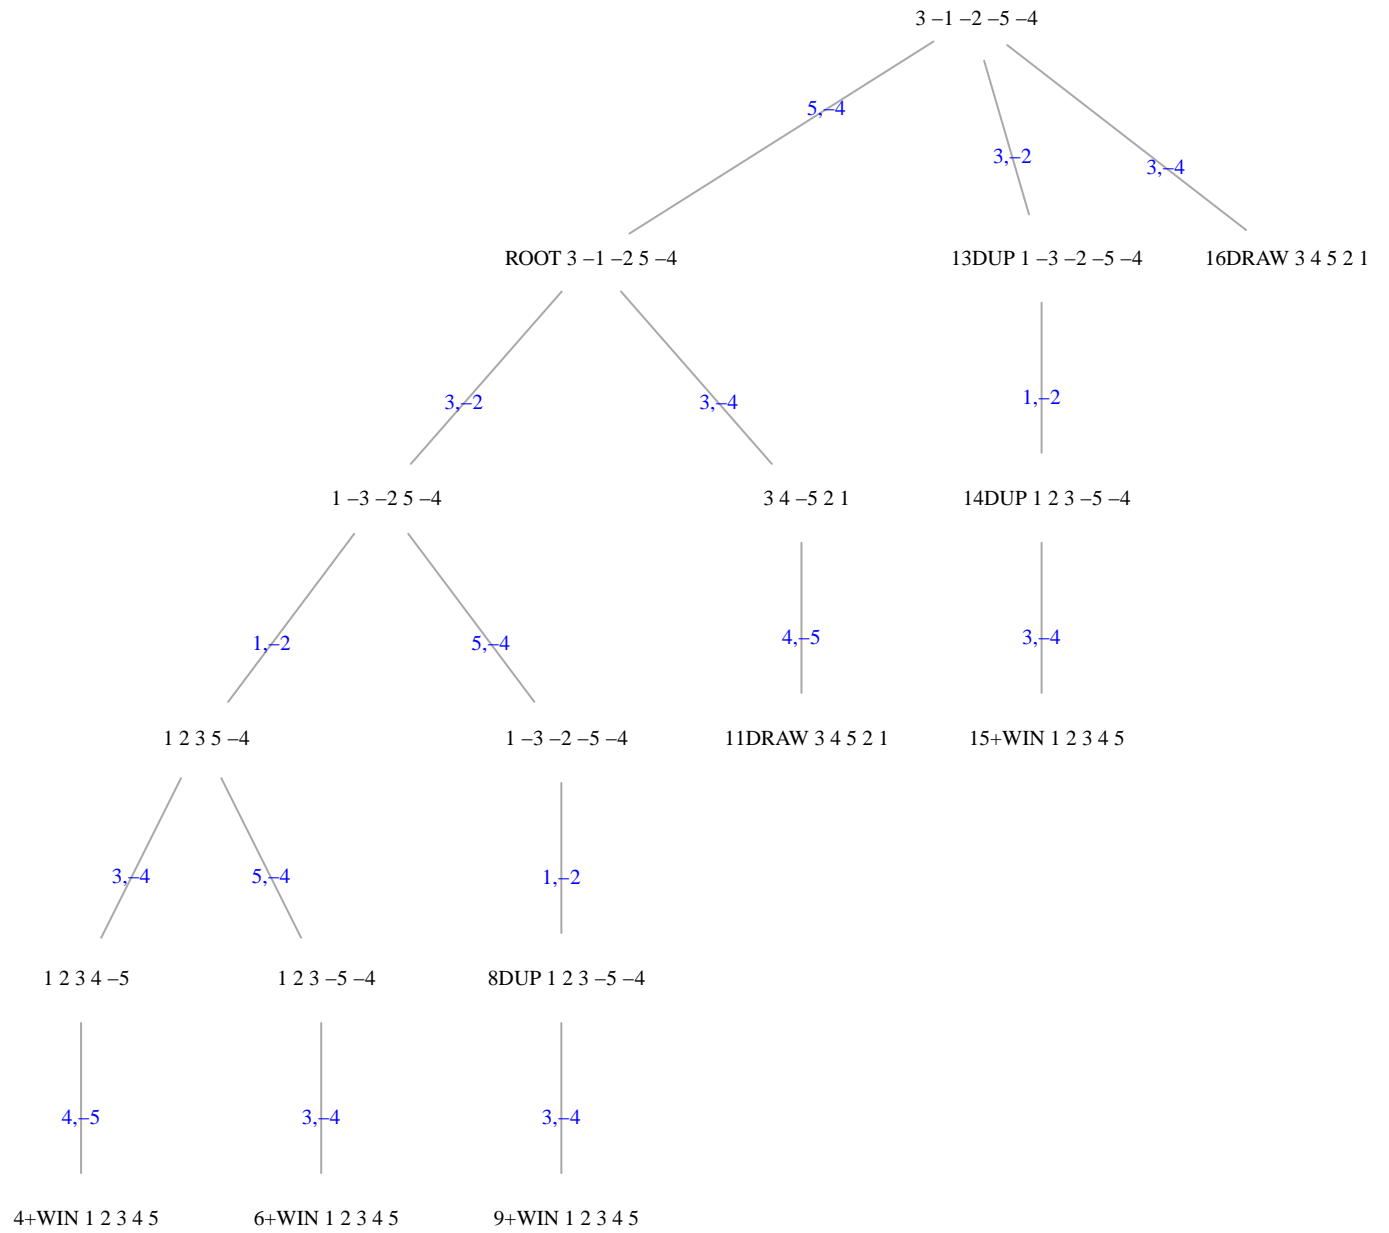 3 –1 –2 –5 –4
5,–4
3,–2
3,–4
ROOT 3 –1 –2 5 –4
13DUP 1 –3 –2 –5 –4
16DRAW 3 4 5 2 1
3,–2
3,–4
1,–2
1 –3 –2 5 –4
3 4 –5 2 1
14DUP 1 2 3 –5 –4
1,–2
5,–4
4,–5
3,–4
1 2 3 5 –4
1 –3 –2 –5 –4
11DRAW 3 4 5 2 1
15+WIN 1 2 3 4 5
3,–4
5,–4
1,–2
1 2 3 4 –5
1 2 3 –5 –4
8DUP 1 2 3 –5 –4
4,–5
3,–4
3,–4
4+WIN 1 2 3 4 5
6+WIN 1 2 3 4 5
9+WIN 1 2 3 4 5